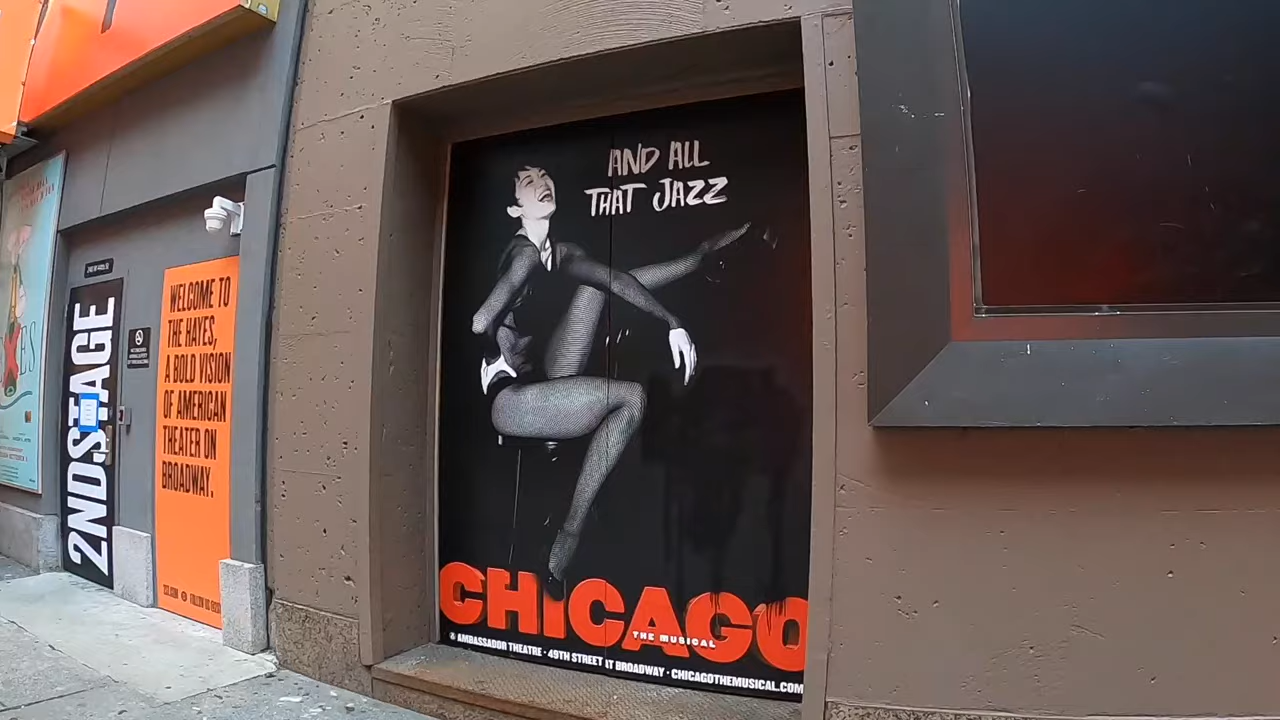 2NDSTAGE
WELCOME TO
THE HAYES,
A BOLD VISION
OF AMERICAN
THEATER ON
BROADWAY.
AND ALL
THAT JAZZ
CHICAGO
THE MUSICAL
AMBASSADOR THEATRE · 49TH STREET AT BROADWAY · CHICAGOTHEMUSICAL.COM